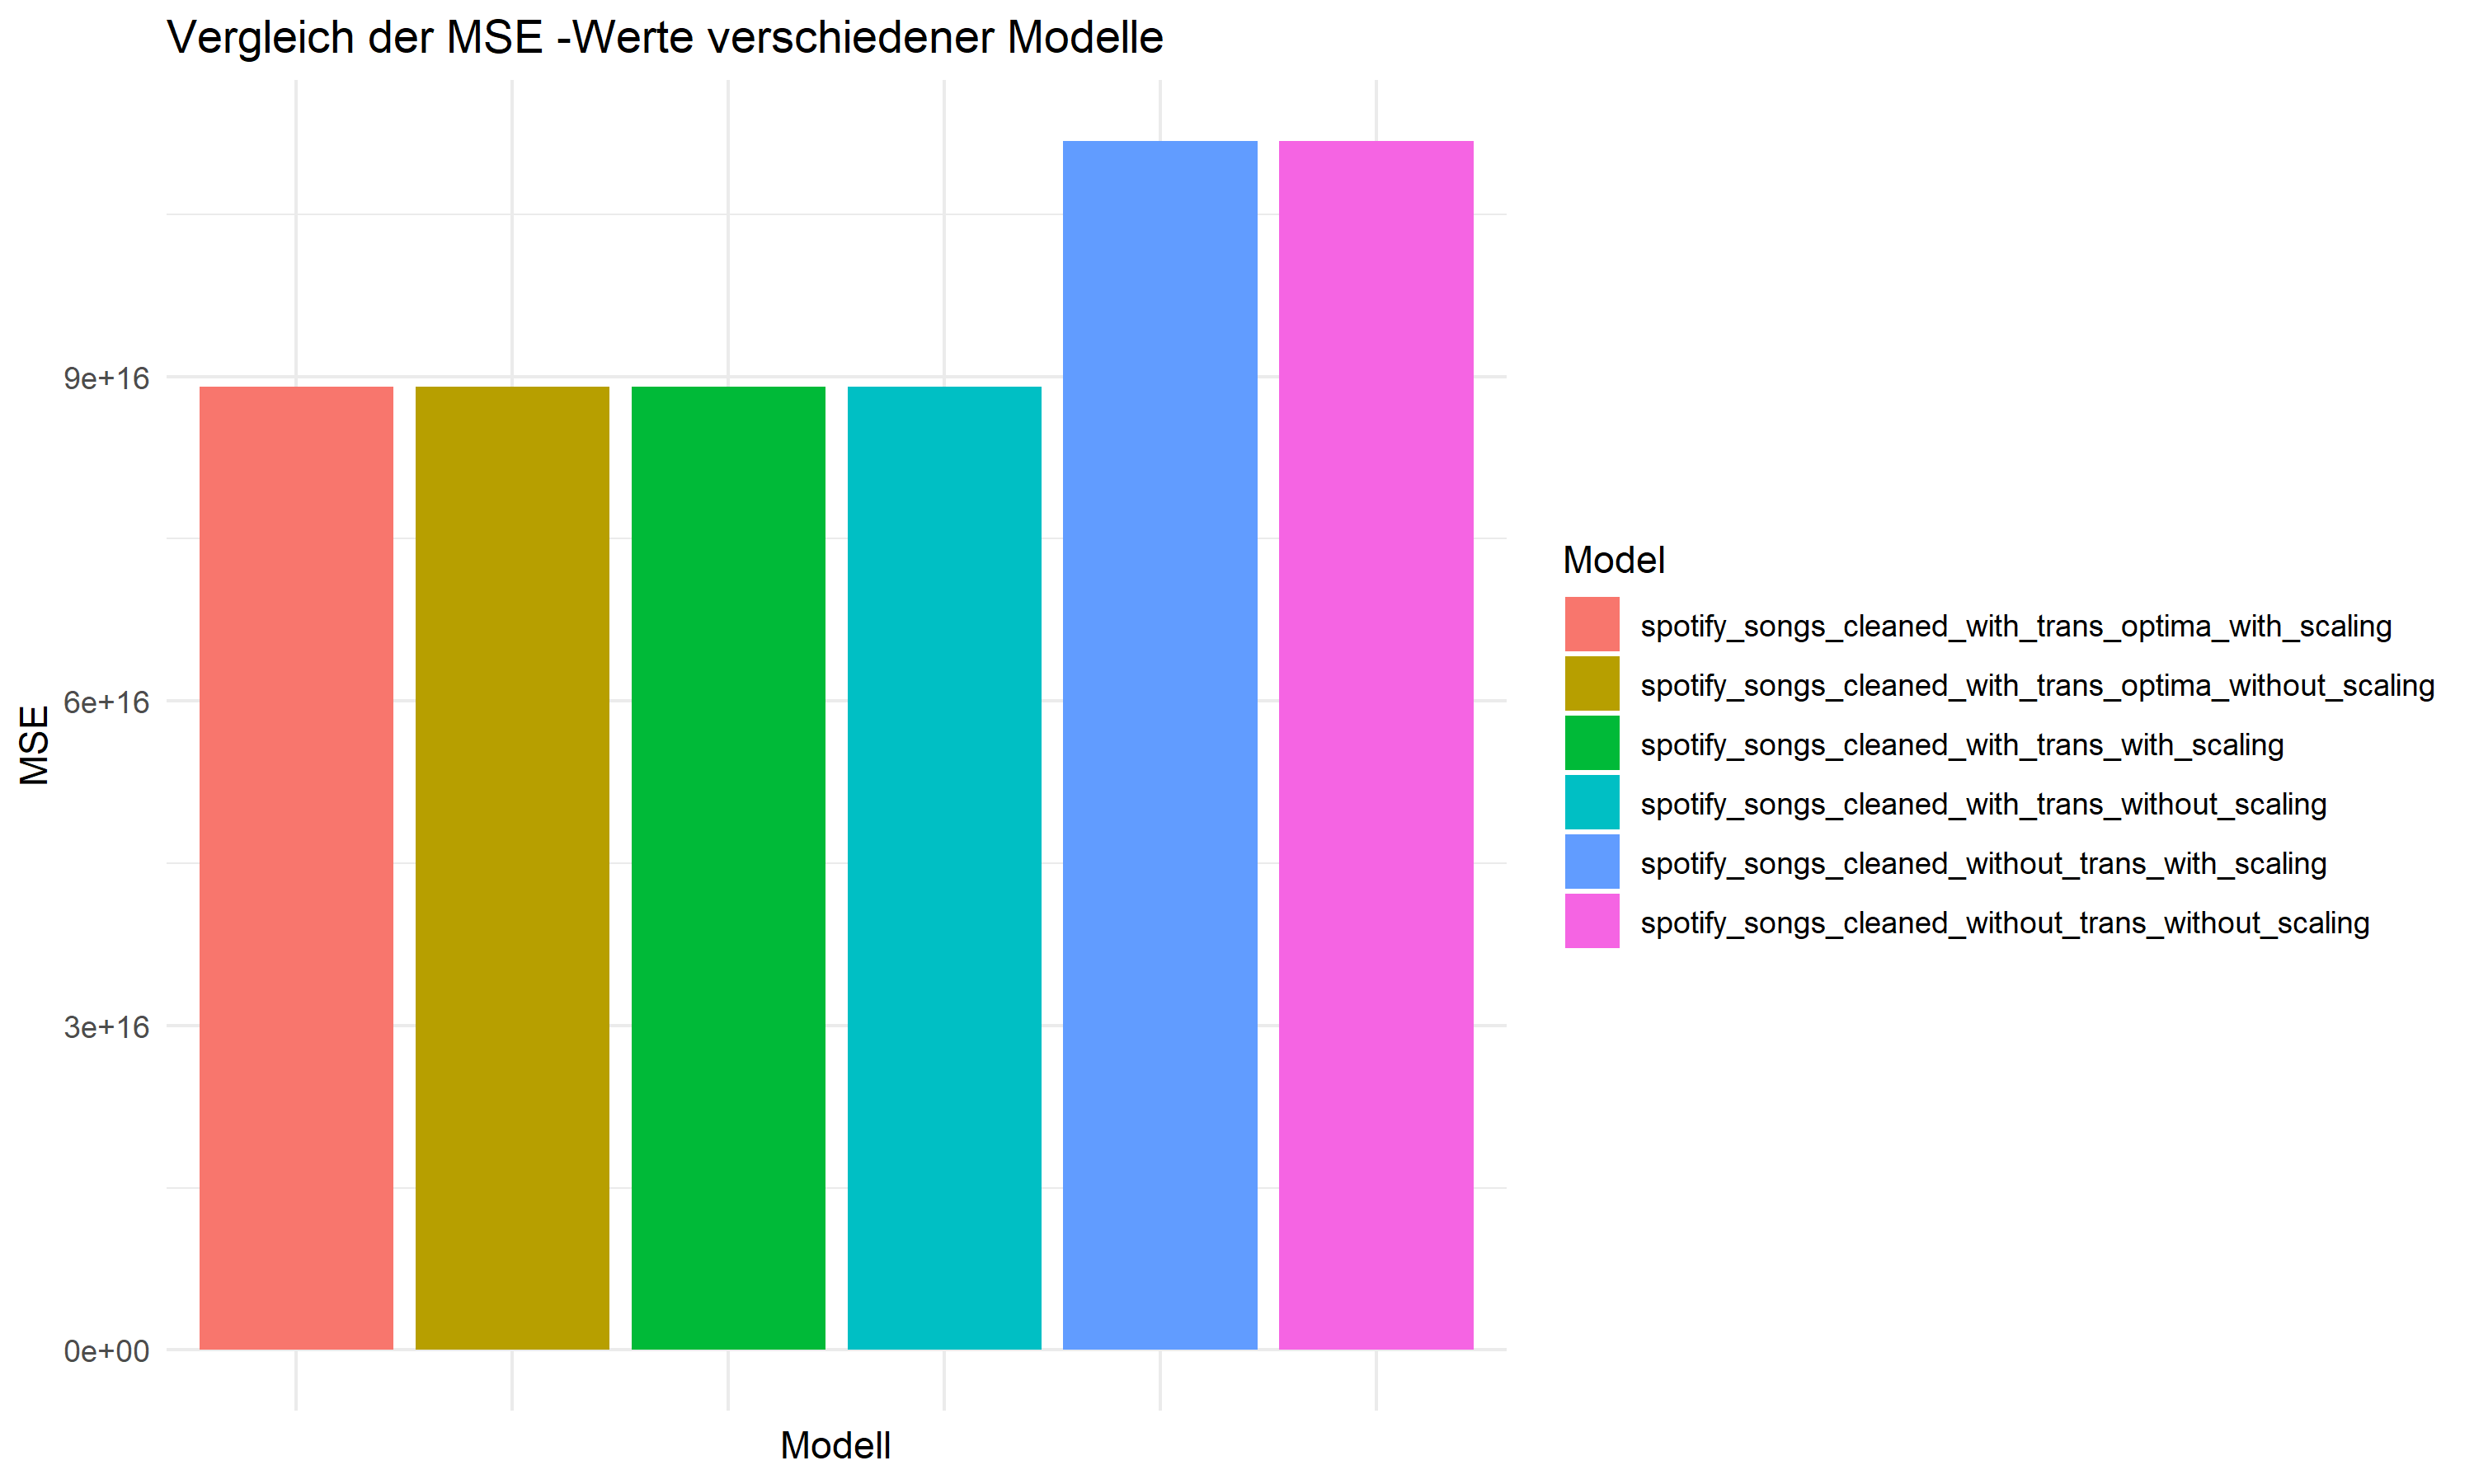 Vergleich der MSE -Werte verschiedener Modelle
MSE
9e+16
6e+16
3e+16
0e+00
Modell
Model
spotify_songs_cleaned_with_trans_optima_with_scaling
spotify_songs_cleaned_with_trans_optima_without_scaling
spotify_songs_cleaned_with_trans_with_scaling
spotify_songs_cleaned_with_trans_without_scaling
spotify_songs_cleaned_without_trans_with_scaling
spotify_songs_cleaned_without_trans_without_scaling